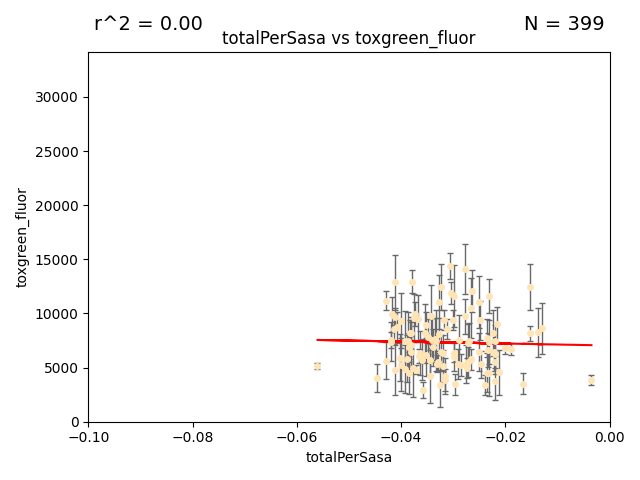 r^2 = 0.00
N = 399
totalPerSasa vs toxgreen_fluor
toxgreen_fluor
30000
25000
20000
15000
10000
5000
0
−0.10
−0.08
−0.06
−0.04
−0.02
0.00
totalPerSasa